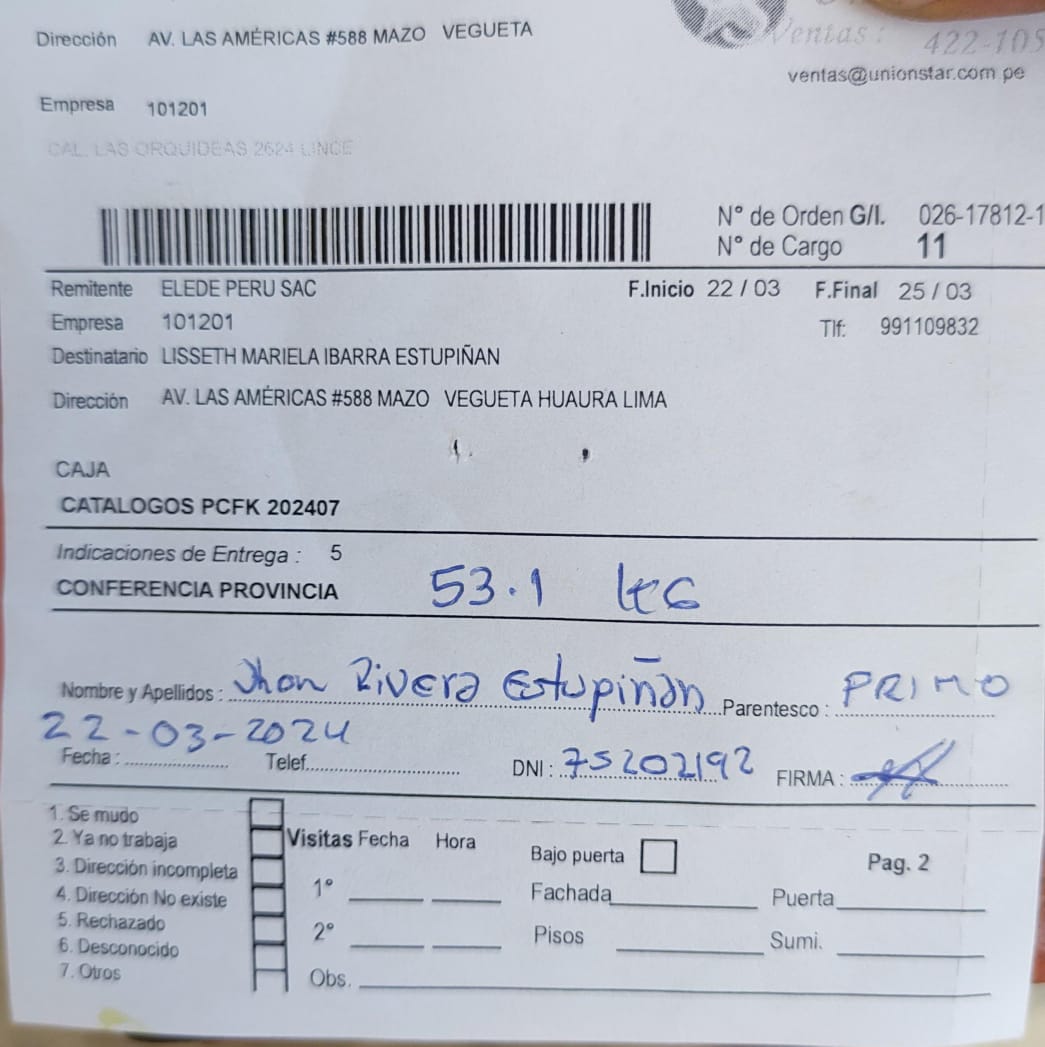 Ventas: 422-105
Dirección AV. LAS AMÉRICAS #588 MAZO VEGUETA
ventas@unionstar.com pe
Empresa 101201
CAL. LAS ORQUIDEAS 2624 LINCE
N° de Orden G/I. 026-17812-1
N° de Cargo 11
Remitente ELEDE PERU SAC F.Inicio 22 / 03 F.Final 25 / 03
Empresa 101201 Tlf: 991109832
Destinatario LISSETH MARIELA IBARRA ESTUPIÑAN
Dirección AV. LAS AMÉRICAS #588 MAZO VEGUETA HUAURA LIMA
CAJA
CATALOGOS PCFK 202407
Indicaciones de Entrega : 5
CONFERENCIA PROVINCIA 53.1 KG
Nombre y Apellidos : Jhon Rivera Estupiñán Parentesco : PRIMO
22-03-2024
Fecha : Telef. DNI : 75202192 FIRMA :
1. Se mudo
2. Ya no trabaja Visitas Fecha Hora Bajo puerta Pag. 2
3. Dirección incompleta
4. Dirección No existe 1° Fachada Puerta
5. Rechazado
6. Desconocido 2° Pisos Sumi.
7. Otros Obs.